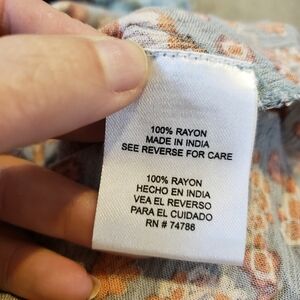 100% RAYON
MADE IN INDIA
SEE REVERSE FOR CARE
100% RAYON
HECHO EN INDIA
VEA EL REVERSO
PARA EL CUIDADO
RN # 74786